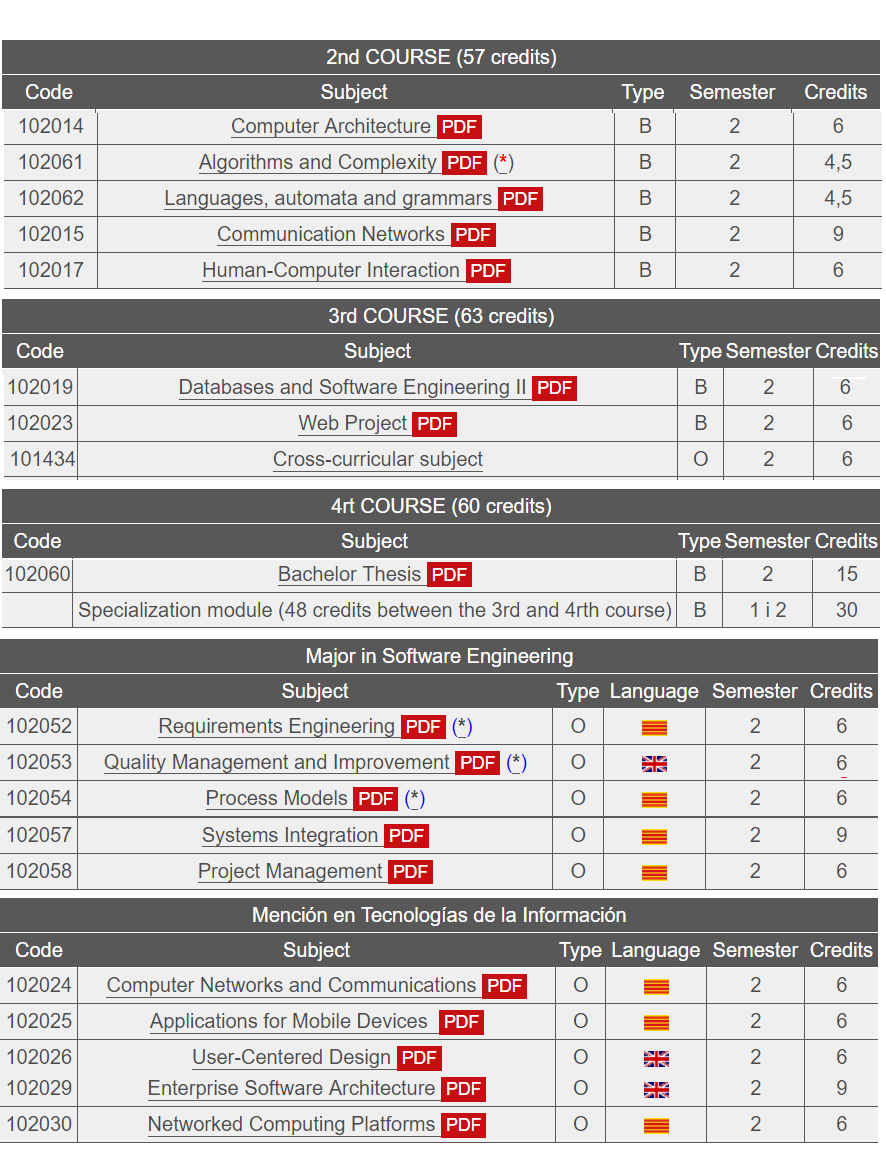 2nd COURSE (57 credits)
Code Subject Type Semester Credits
102014 Computer Architecture PDF B 2 6
102061 Algorithms and Complexity PDF (*) B 2 4,5
102062 Languages, automata and grammars PDF B 2 4,5
102015 Communication Networks PDF B 2 9
102017 Human-Computer Interaction PDF B 2 6
3rd COURSE (63 credits)
Code Subject Type Semester Credits
102019 Databases and Software Engineering II PDF B 2 6
102023 Web Project PDF B 2 6
101434 Cross-curricular subject O 2 6
4rt COURSE (60 credits)
Code Subject Type Semester Credits
102060 Bachelor Thesis PDF B 2 15
Specialization module (48 credits between the 3rd and 4rth course) B 1 i 2 30
Major in Software Engineering
Code Subject Type Language Semester Credits
102052 Requirements Engineering PDF (*) O 2 6
102053 Quality Management and Improvement PDF (*) O 2 6
102054 Process Models PDF (*) O 2 6
102057 Systems Integration PDF O 2 9
102058 Project Management PDF O 2 6
Mención en Tecnologías de la Información
Code Subject Type Language Semester Credits
102024 Computer Networks and Communications PDF O 2 6
102025 Applications for Mobile Devices PDF O 2 6
102026 User-Centered Design PDF O 2 6
102029 Enterprise Software Architecture PDF O 2 9
102030 Networked Computing Platforms PDF O 2 6